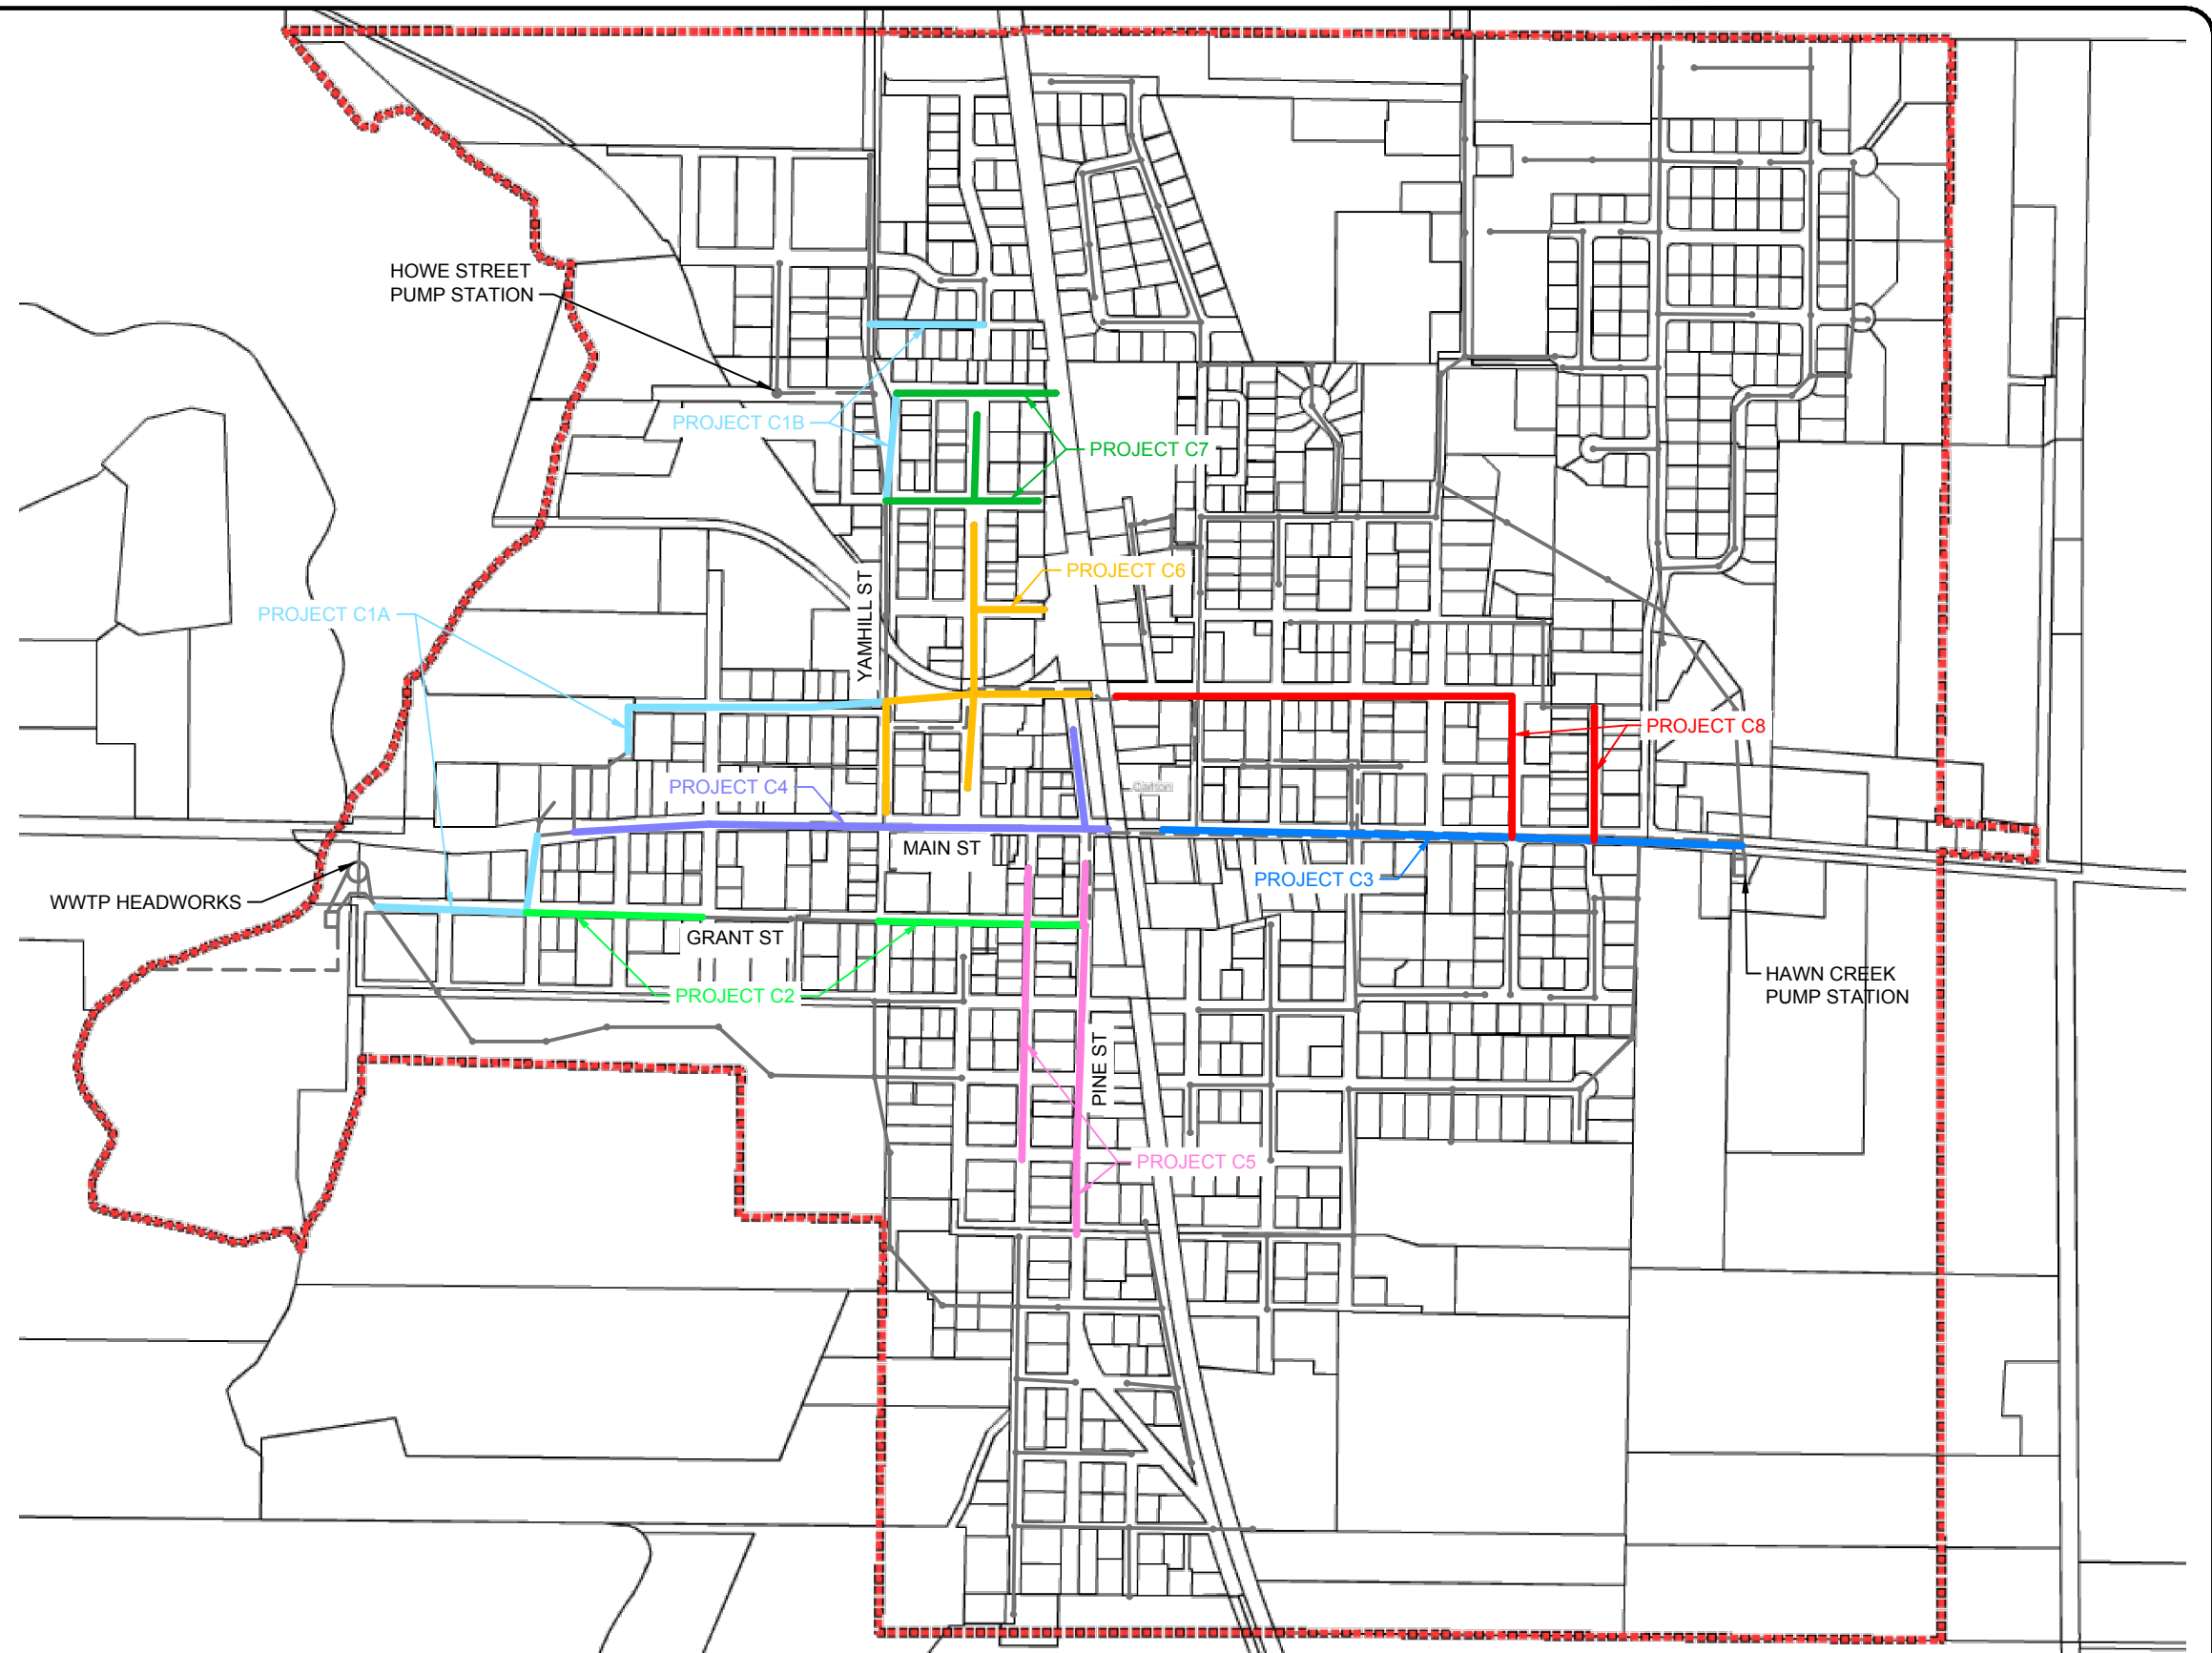 HOWE STREET
PUMP STATION
PROJECT C1B
PROJECT C7
YAMHILL ST
PROJECT C6
PROJECT C1A
PROJECT C8
PROJECT C4
Carlton
MAIN ST
PROJECT C3
WWTP HEADWORKS
GRANT ST
PROJECT C2
HAWN CREEK
PUMP STATION
PINE ST
PROJECT C5